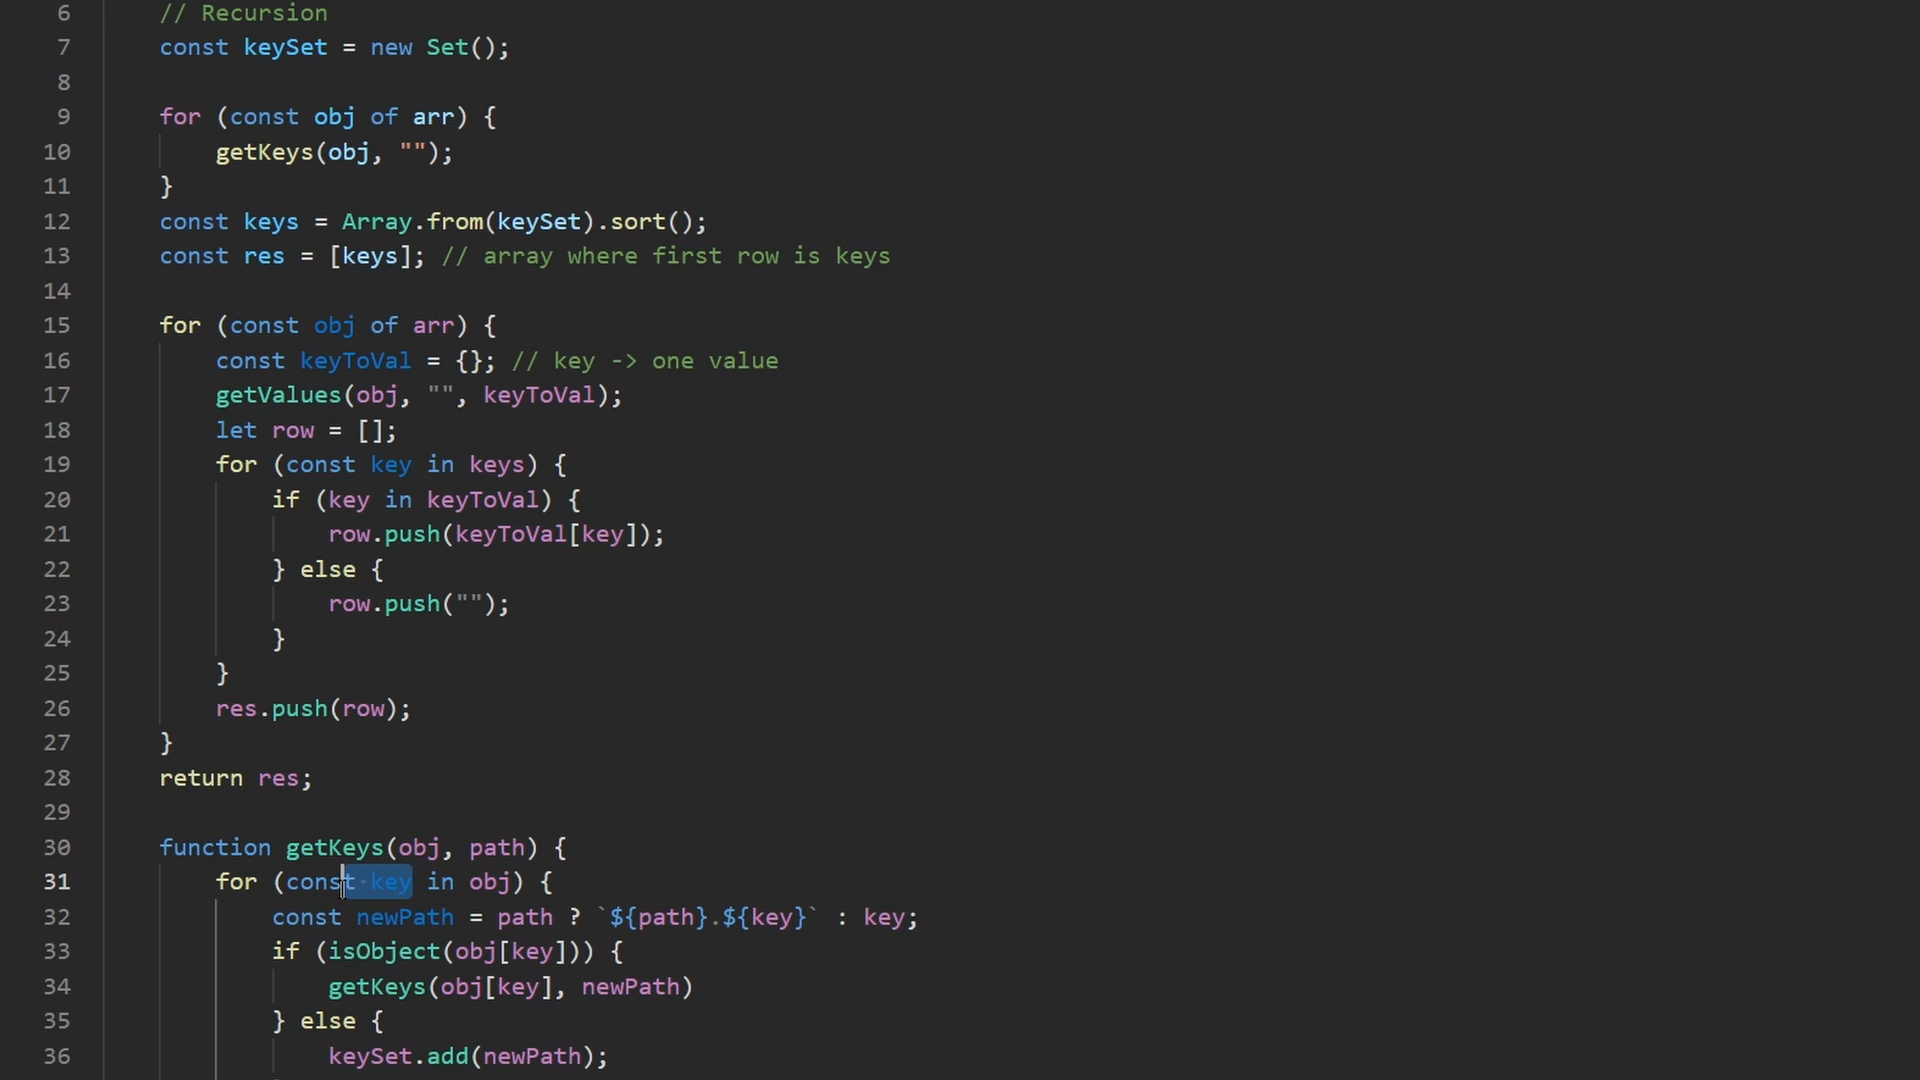 6 // Recursion
7 const keySet = new Set();
8
9 for (const obj of arr) {
10 getKeys(obj, "");
11 }
12 const keys = Array.from(keySet).sort();
13 const res = [keys]; // array where first row is keys
14
15 for (const obj of arr) {
16 const keyToVal = {}; // key -> one value
17 getValues(obj, "", keyToVal);
18 let row = [];
19 for (const key in keys) {
20 if (key in keyToVal) {
21 row.push(keyToVal[key]);
22 } else {
23 row.push("");
24 }
25 }
26 res.push(row);
27 }
28 return res;
29
30 function getKeys(obj, path) {
31 for (const key in obj) {
32 const newPath = path ? `${path}.${key}` : key;
33 if (isObject(obj[key])) {
34 getKeys(obj[key], newPath)
35 } else {
36 keySet.add(newPath);